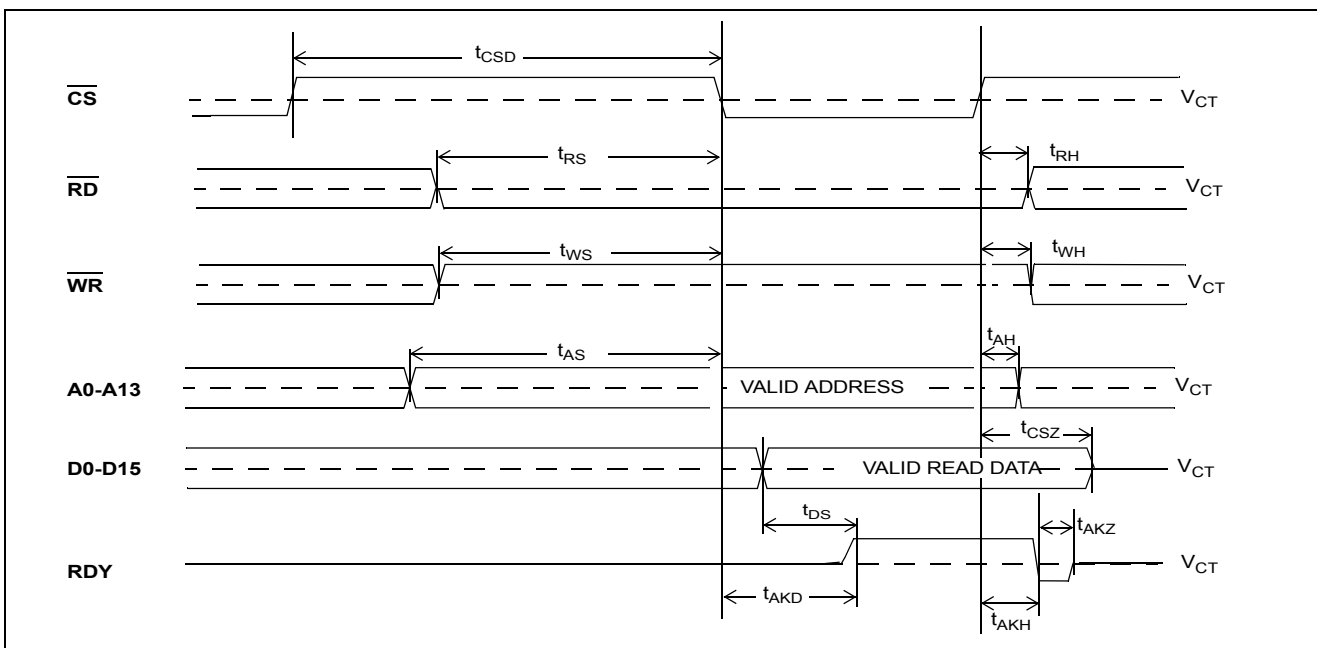 tCSD
CS
VCT
tRS
tRH
RD
VCT
tWS
tWH
WR
VCT
tAS
tAH
A0-A13
VALID ADDRESS
VCT
tCSZ
D0-D15
VALID READ DATA
VCT
tDS
tAKZ
RDY
VCT
tAKD
tAKH